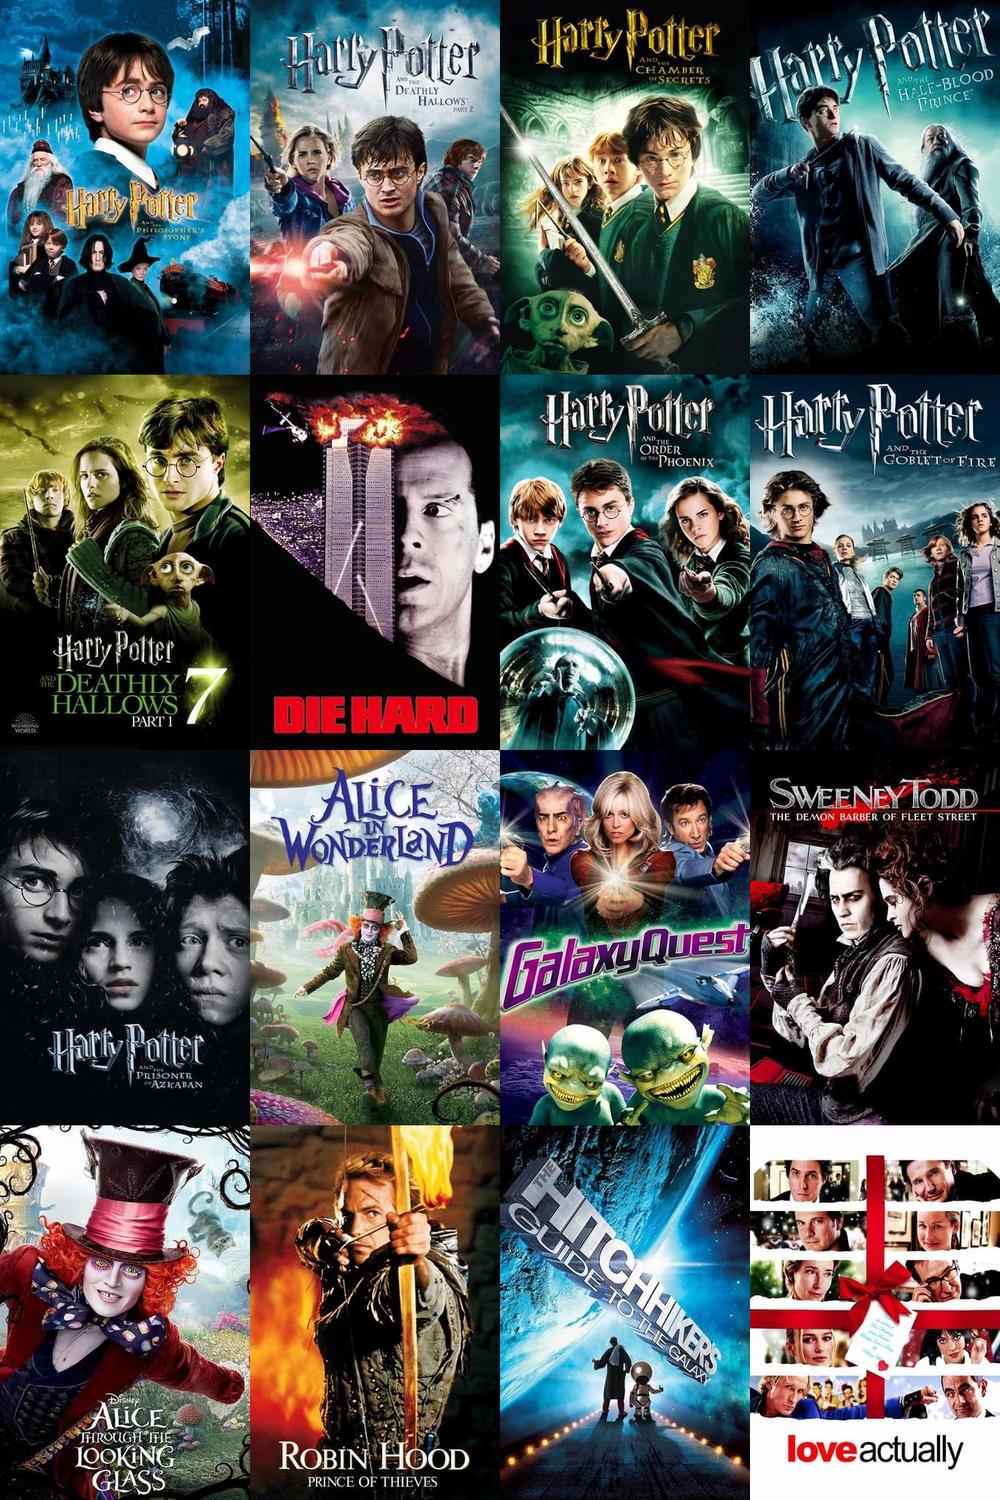 Harry Potter
AND THE
PHILOSOPHER'S
STONE
Harry Potter
AND THE
DEATHLY
HALLOWS
PART 2
Harry Potter
AND THE
CHAMBER
OF SECRETS
Harry Potter
AND THE
HALF-BLOOD
PRINCE
Harry Potter
AND THE
DEATHLY
HALLOWS
PART 1
7
WIZARDING
WORLD
DIE HARD
Harry Potter
AND THE
ORDER
OF THE
PHOENIX
Harry Potter
AND THE
GOBLET OF FIRE
Harry Potter
AND THE
PRISONER
OF AZKABAN
ALICE
IN
WONDERLAND
GalaxyQuest
SWEENEY TODD
THE DEMON BARBER OF FLEET STREET
Disney
ALICE
THROUGH THE
LOOKING
GLASS
ROBIN HOOD
PRINCE OF THIEVES
THE
HITCHHIKERS
GUIDE TO THE GALAXY
love actually